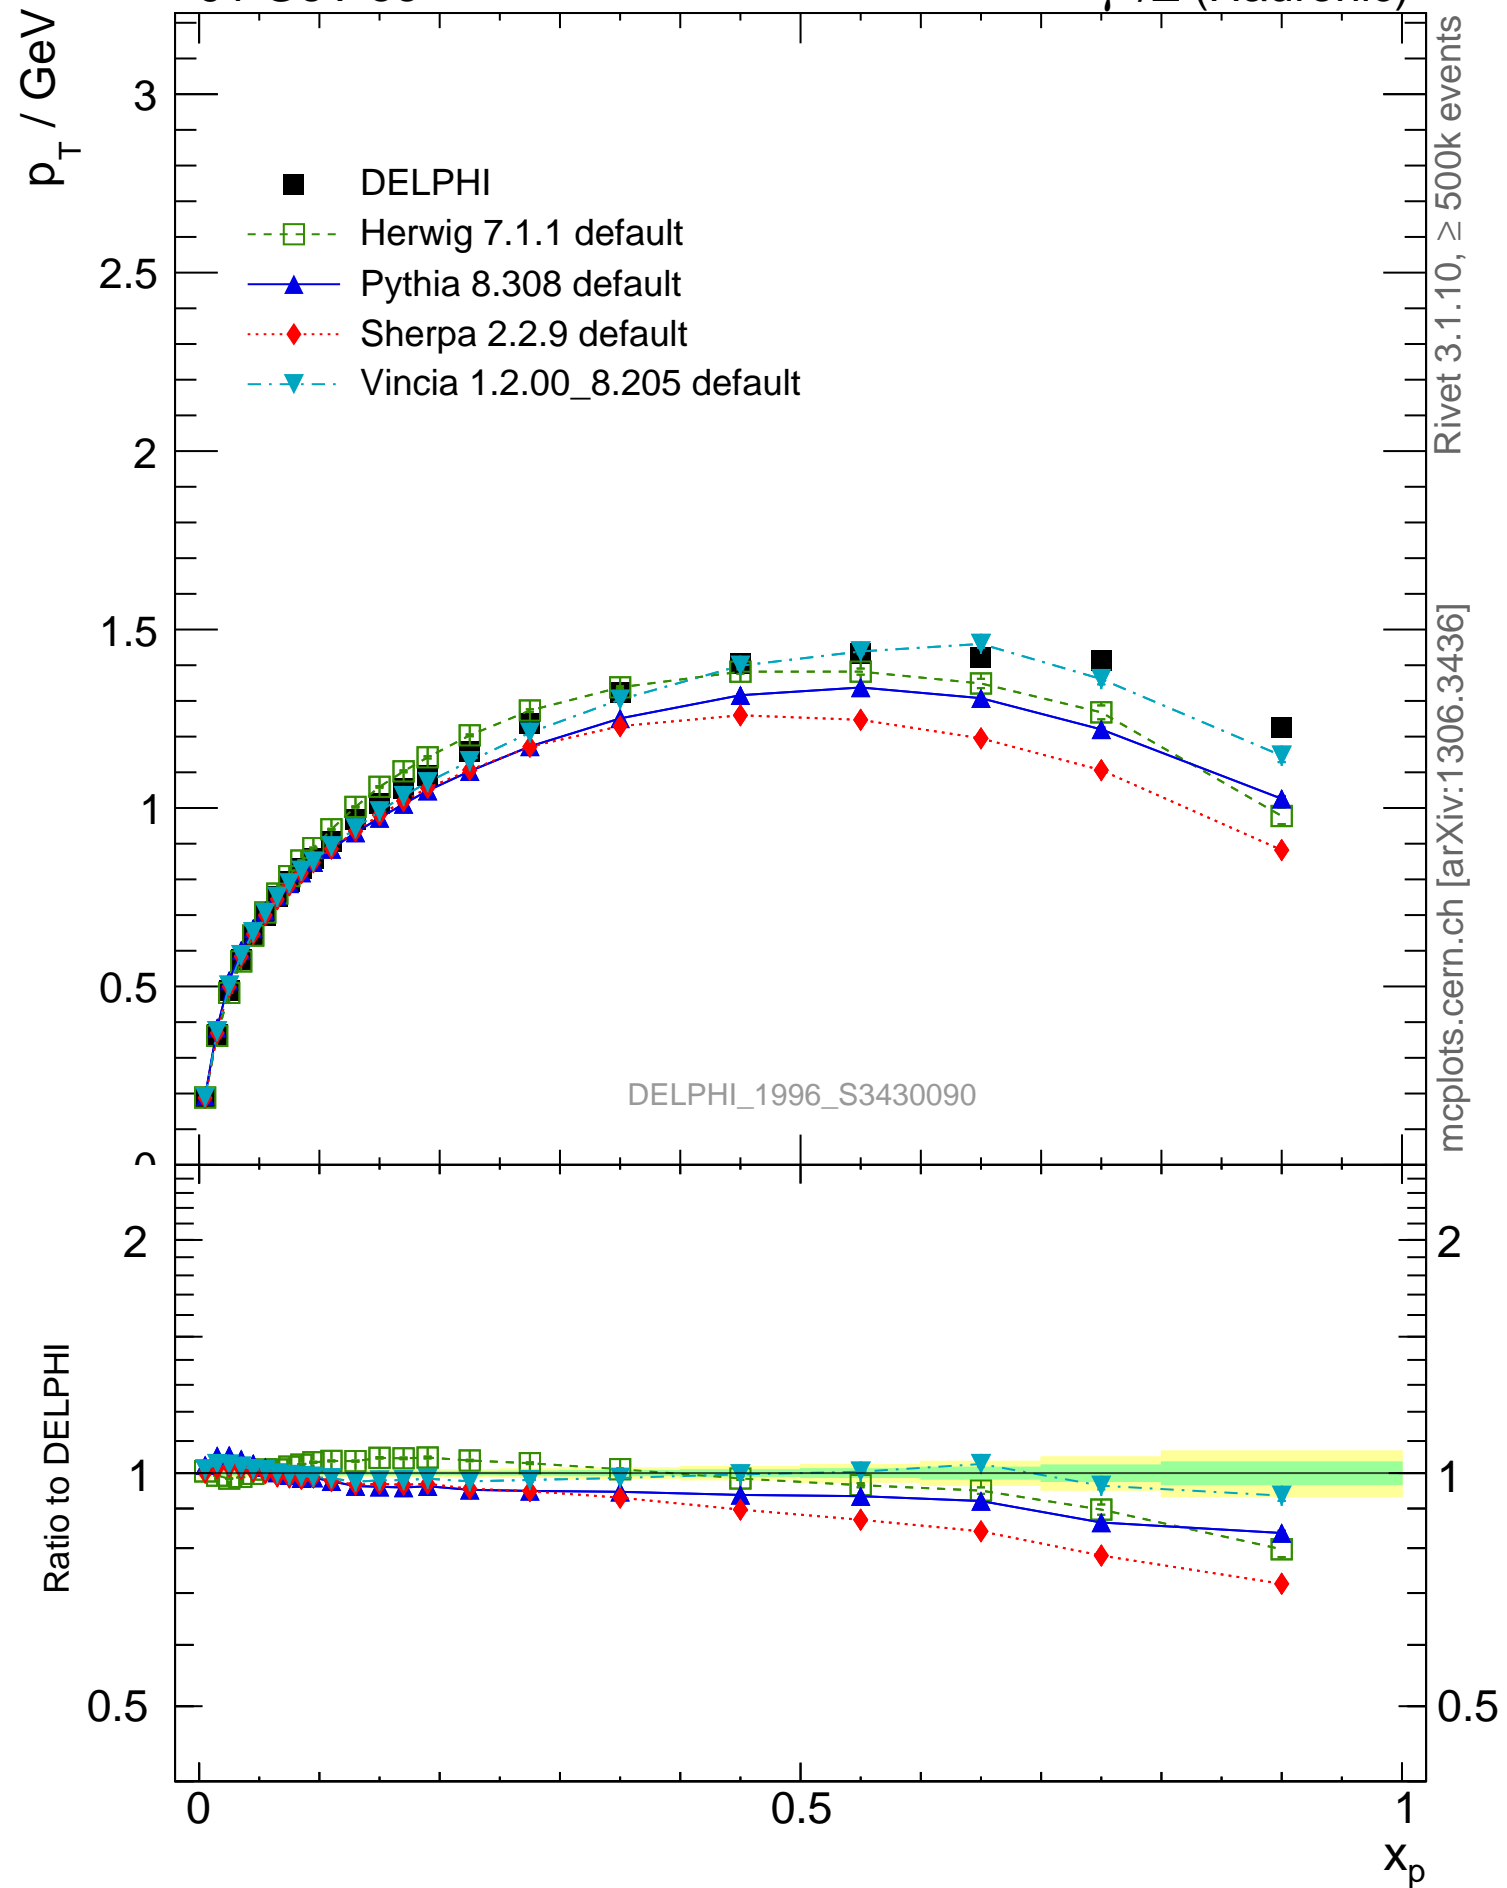 p_T / GeV
3
2.5
2
1.5
1
0.5
DELPHI
Herwig 7.1.1 default
Pythia 8.308 default
Sherpa 2.2.9 default
Vincia 1.2.00_8.205 default
DELPHI_1996_S3430090
Rivet 3.1.10, ≥ 500k events
mcplots.cern.ch [arXiv:1306.3436]
Ratio to DELPHI
2
1
0.5
2
1
0.5
0
0.5
1
x_p